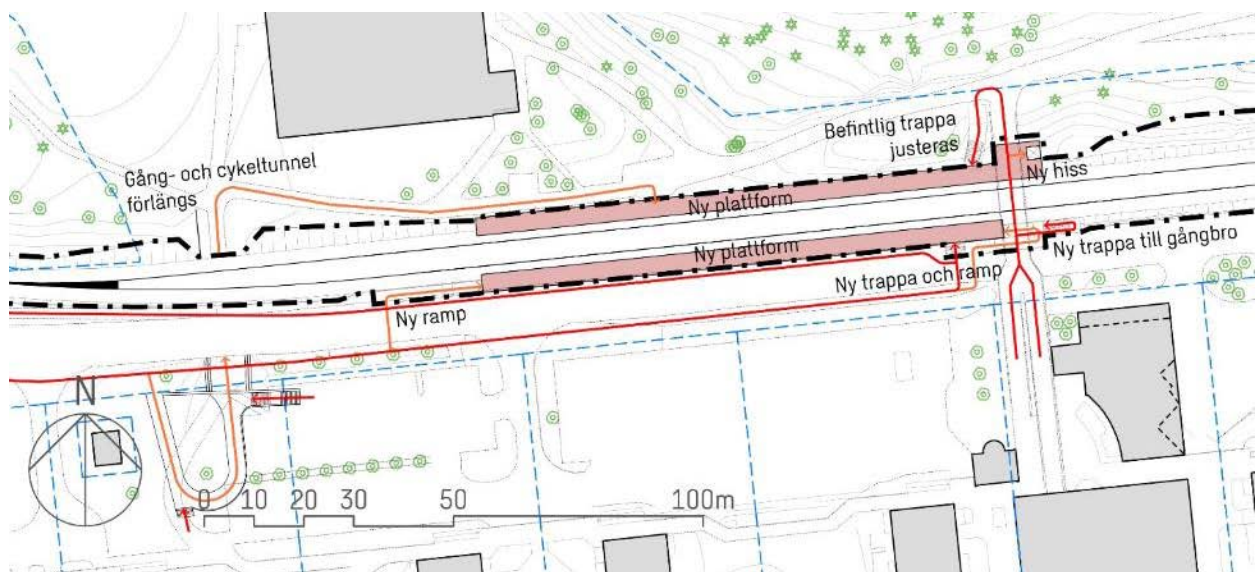 Gång- och cykeltunnel
förlängs
Befintlig trappa
justeras
Ny hiss
Ny plattform
Ny plattform
Ny trappa till gångbro
Ny trappa och ramp
Ny ramp
N
0 10 20 30 50 100m